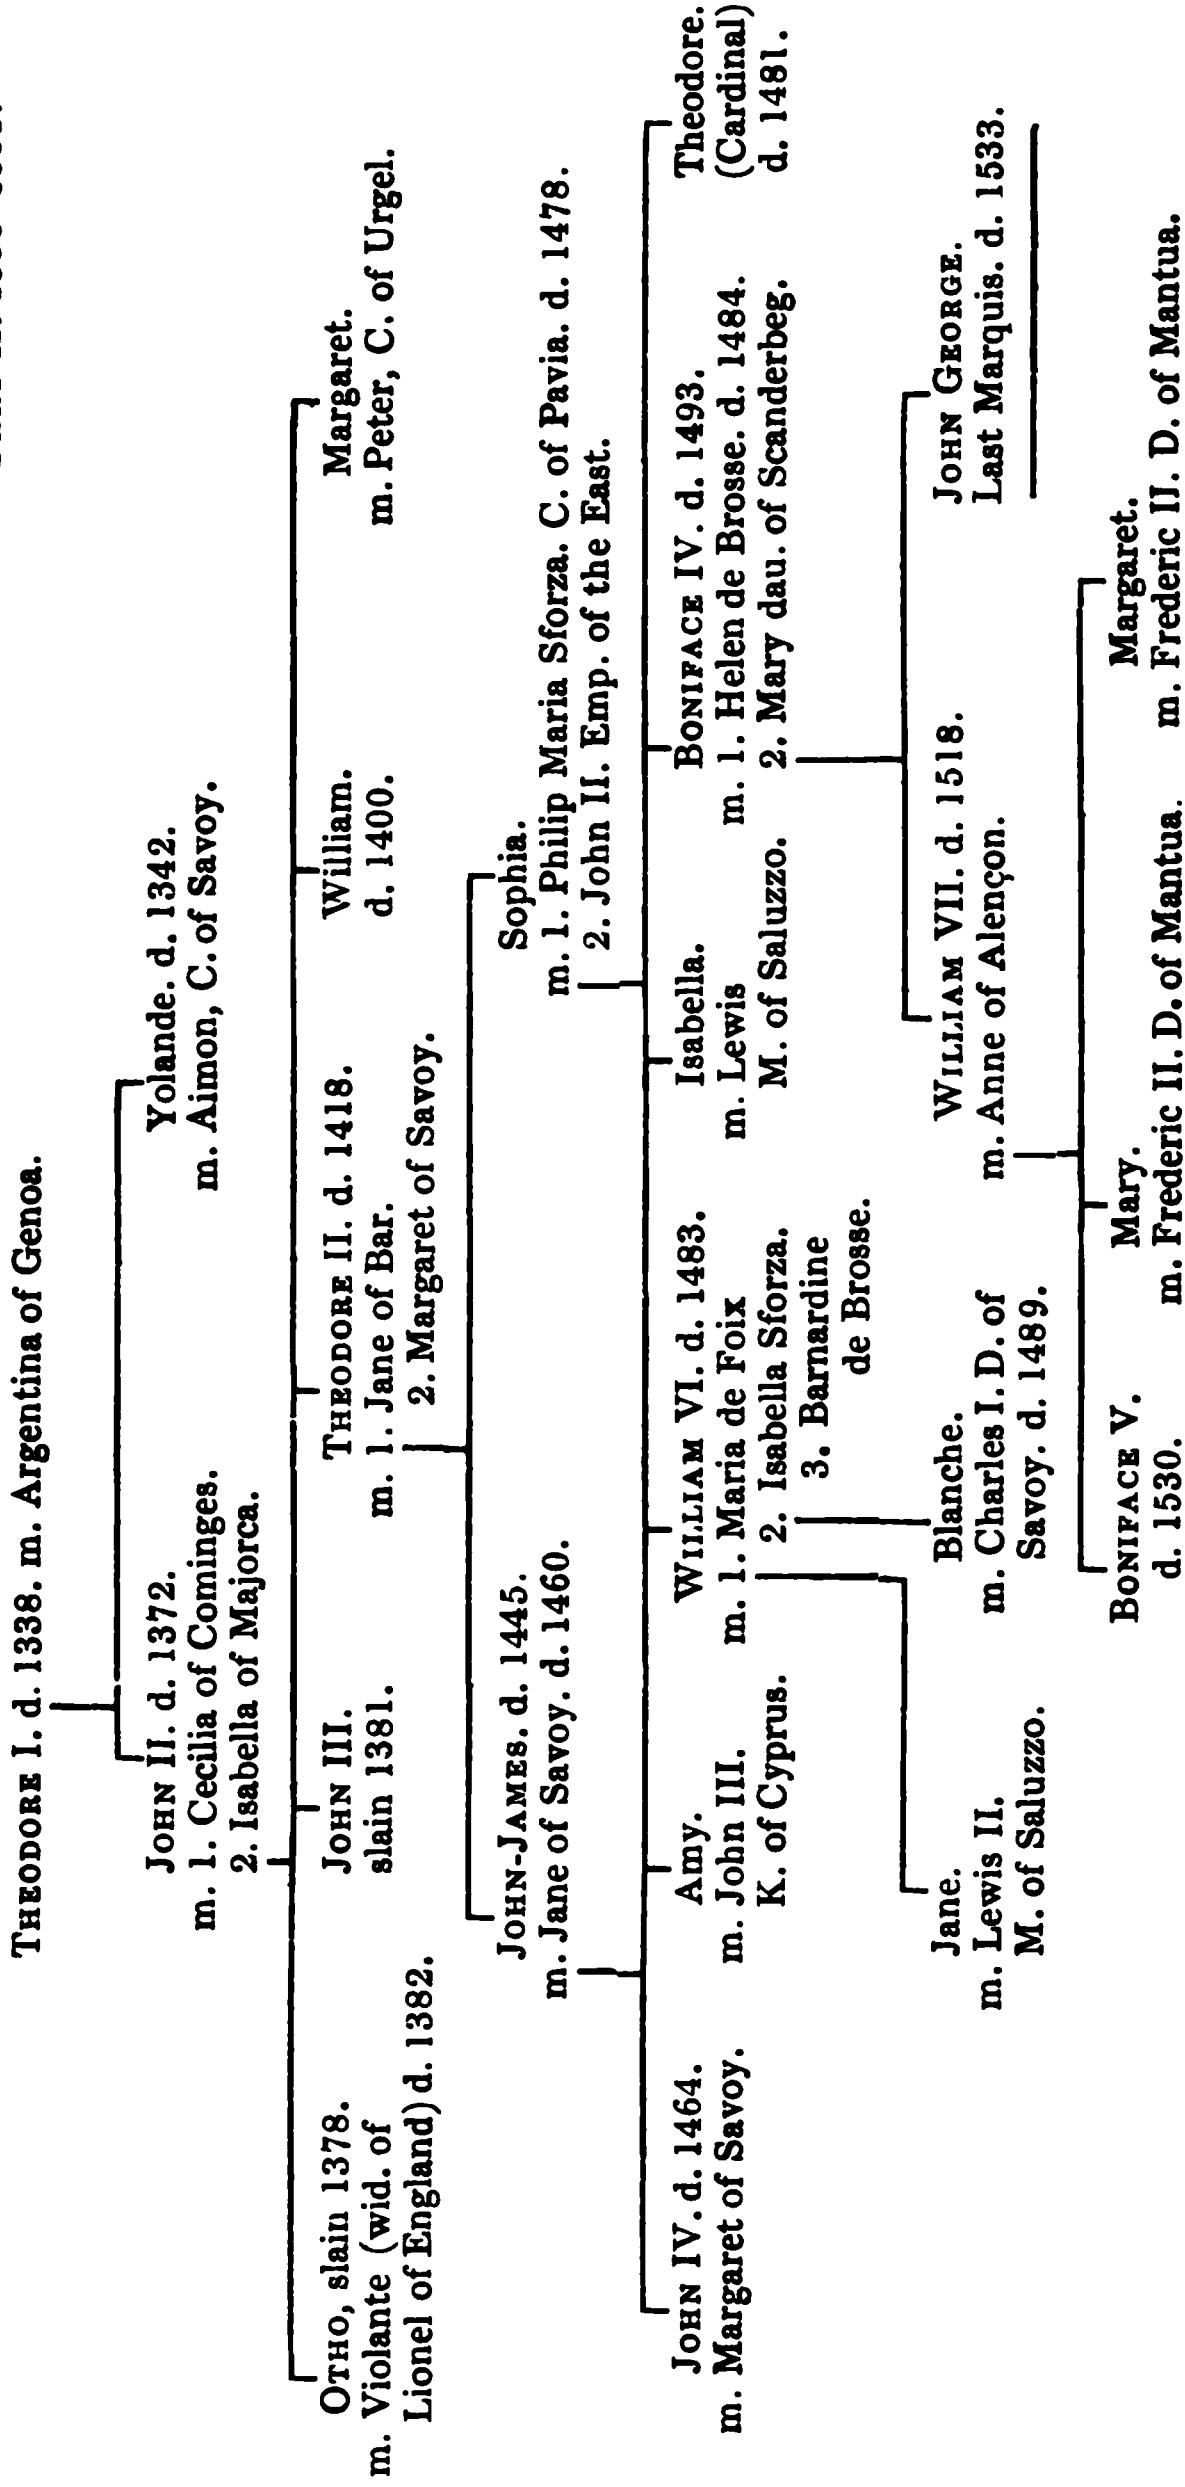 THEODORE I. d. 1338. m. Argentina of Genoa.
JOHN II. d. 1372.
m. 1. Cecilia of Cominges.
2. Isabella of Majorca.
Yolande. d. 1342.
m. Aimon, C. of Savoy.
OTHO, slain 1378.
m. Violante (wid. of
Lionel of England) d. 1382.
JOHN III.
slain 1381.
THEODORE II. d. 1418.
m. 1. Jane of Bar.
2. Margaret of Savoy.
William.
d. 1400.
Margaret.
m. Peter, C. of Urgel.
JOHN-JAMES. d. 1445.
m. Jane of Savoy. d. 1460.
Sophia.
m. 1. Philip Maria Sforza. C. of Pavia. d. 1478.
2. John II. Emp. of the East.
JOHN IV. d. 1464.
m. Margaret of Savoy.
Amy.
m. John III.
K. of Cyprus.
WILLIAM VI. d. 1483.
m. 1. Maria de Foix
2. Isabella Sforza.
3. Barnardine
de Brosse.
Isabella.
m. Lewis
M. of Saluzzo.
BONIFACE IV. d. 1493.
m. 1. Helen de Brosse. d. 1484.
2. Mary dau. of Scanderbeg.
Theodore.
(Cardinal)
d. 1481.
Jane.
m. Lewis II.
M. of Saluzzo.
Blanche.
m. Charles I. D. of
Savoy. d. 1489.
WILLIAM VII. d. 1518.
m. Anne of Alençon.
JOHN GEORGE.
Last Marquis. d. 1533.
BONIFACE V.
d. 1530.
Mary.
m. Frederic II. D. of Mantua.
Margaret.
m. Frederic II. D. of Mantua.